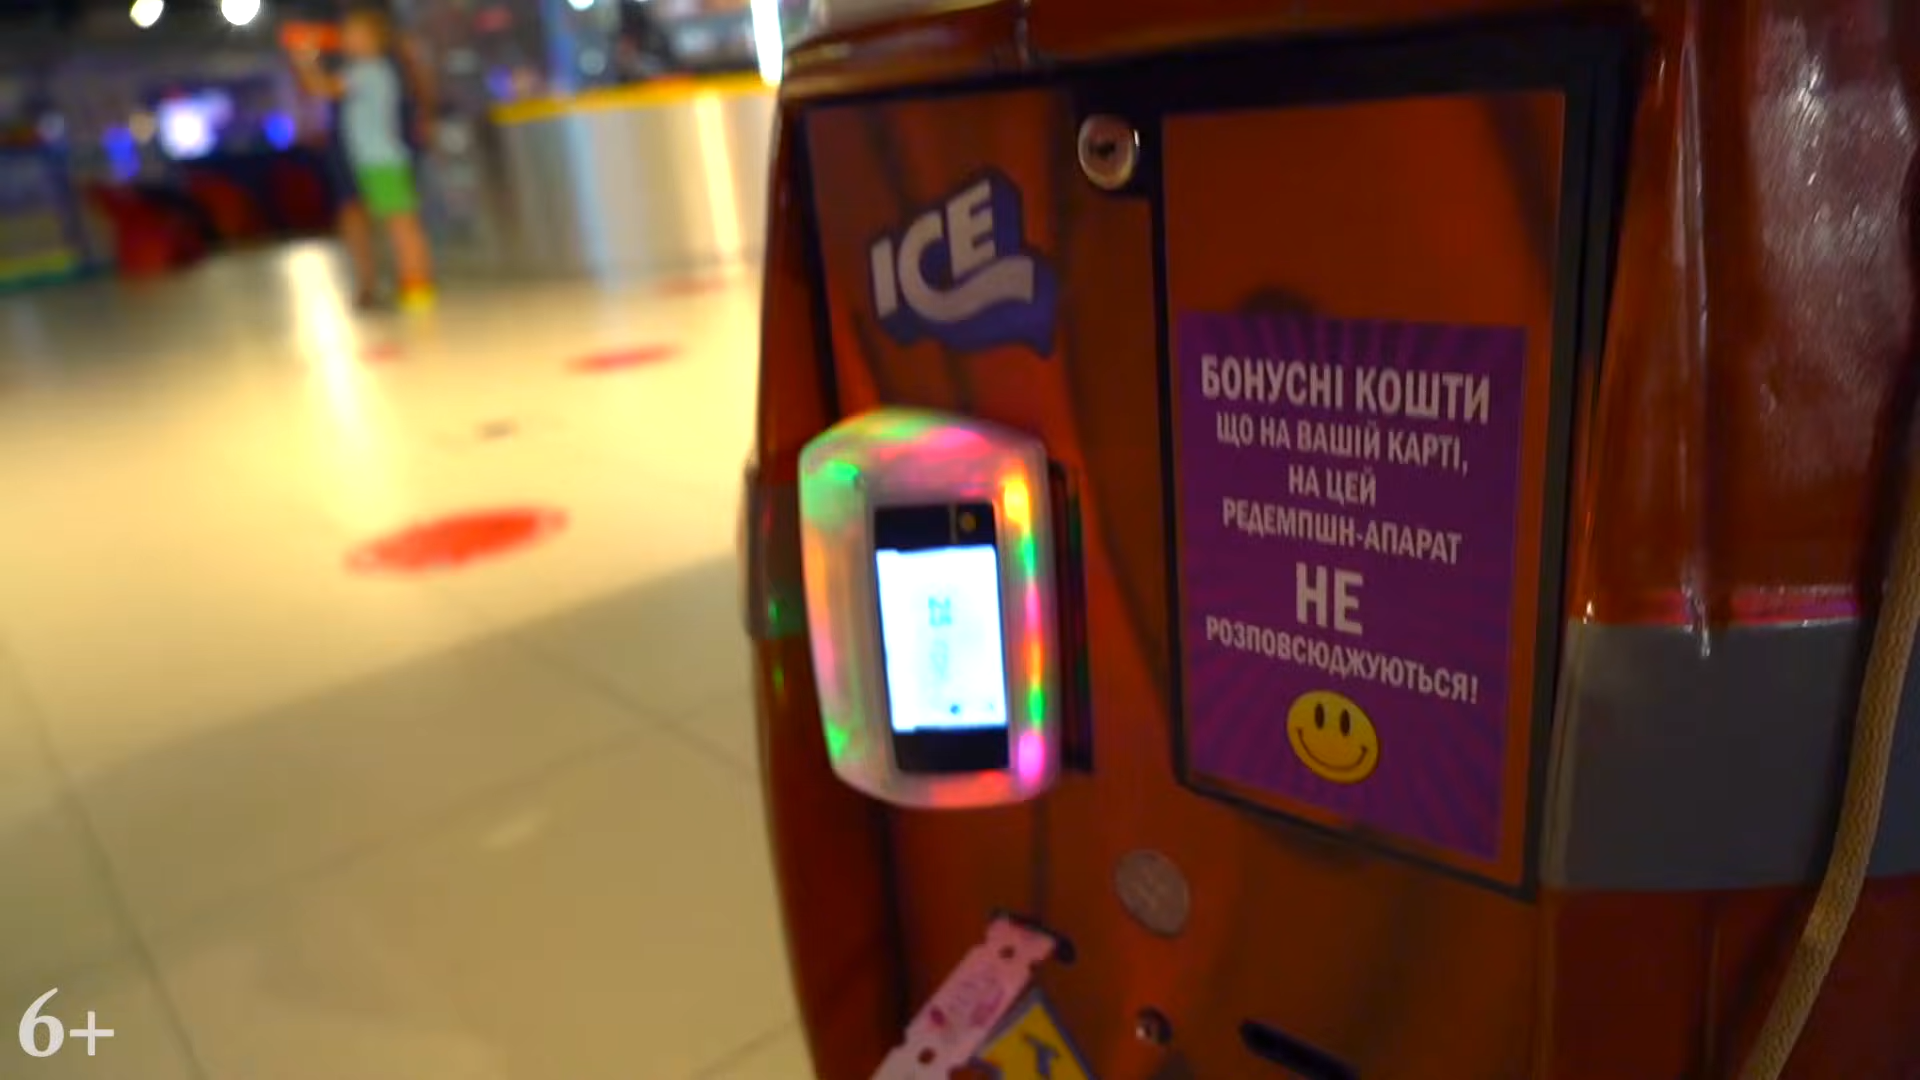 ICE
БОНУСНІ КОШТИ
ЩО НА ВАШІЙ КАРТІ,
НА ЦЕЙ
РЕДЕМПШН-АПАРАТ
НЕ
РОЗПОВСЮДЖУЮТЬСЯ!
6+